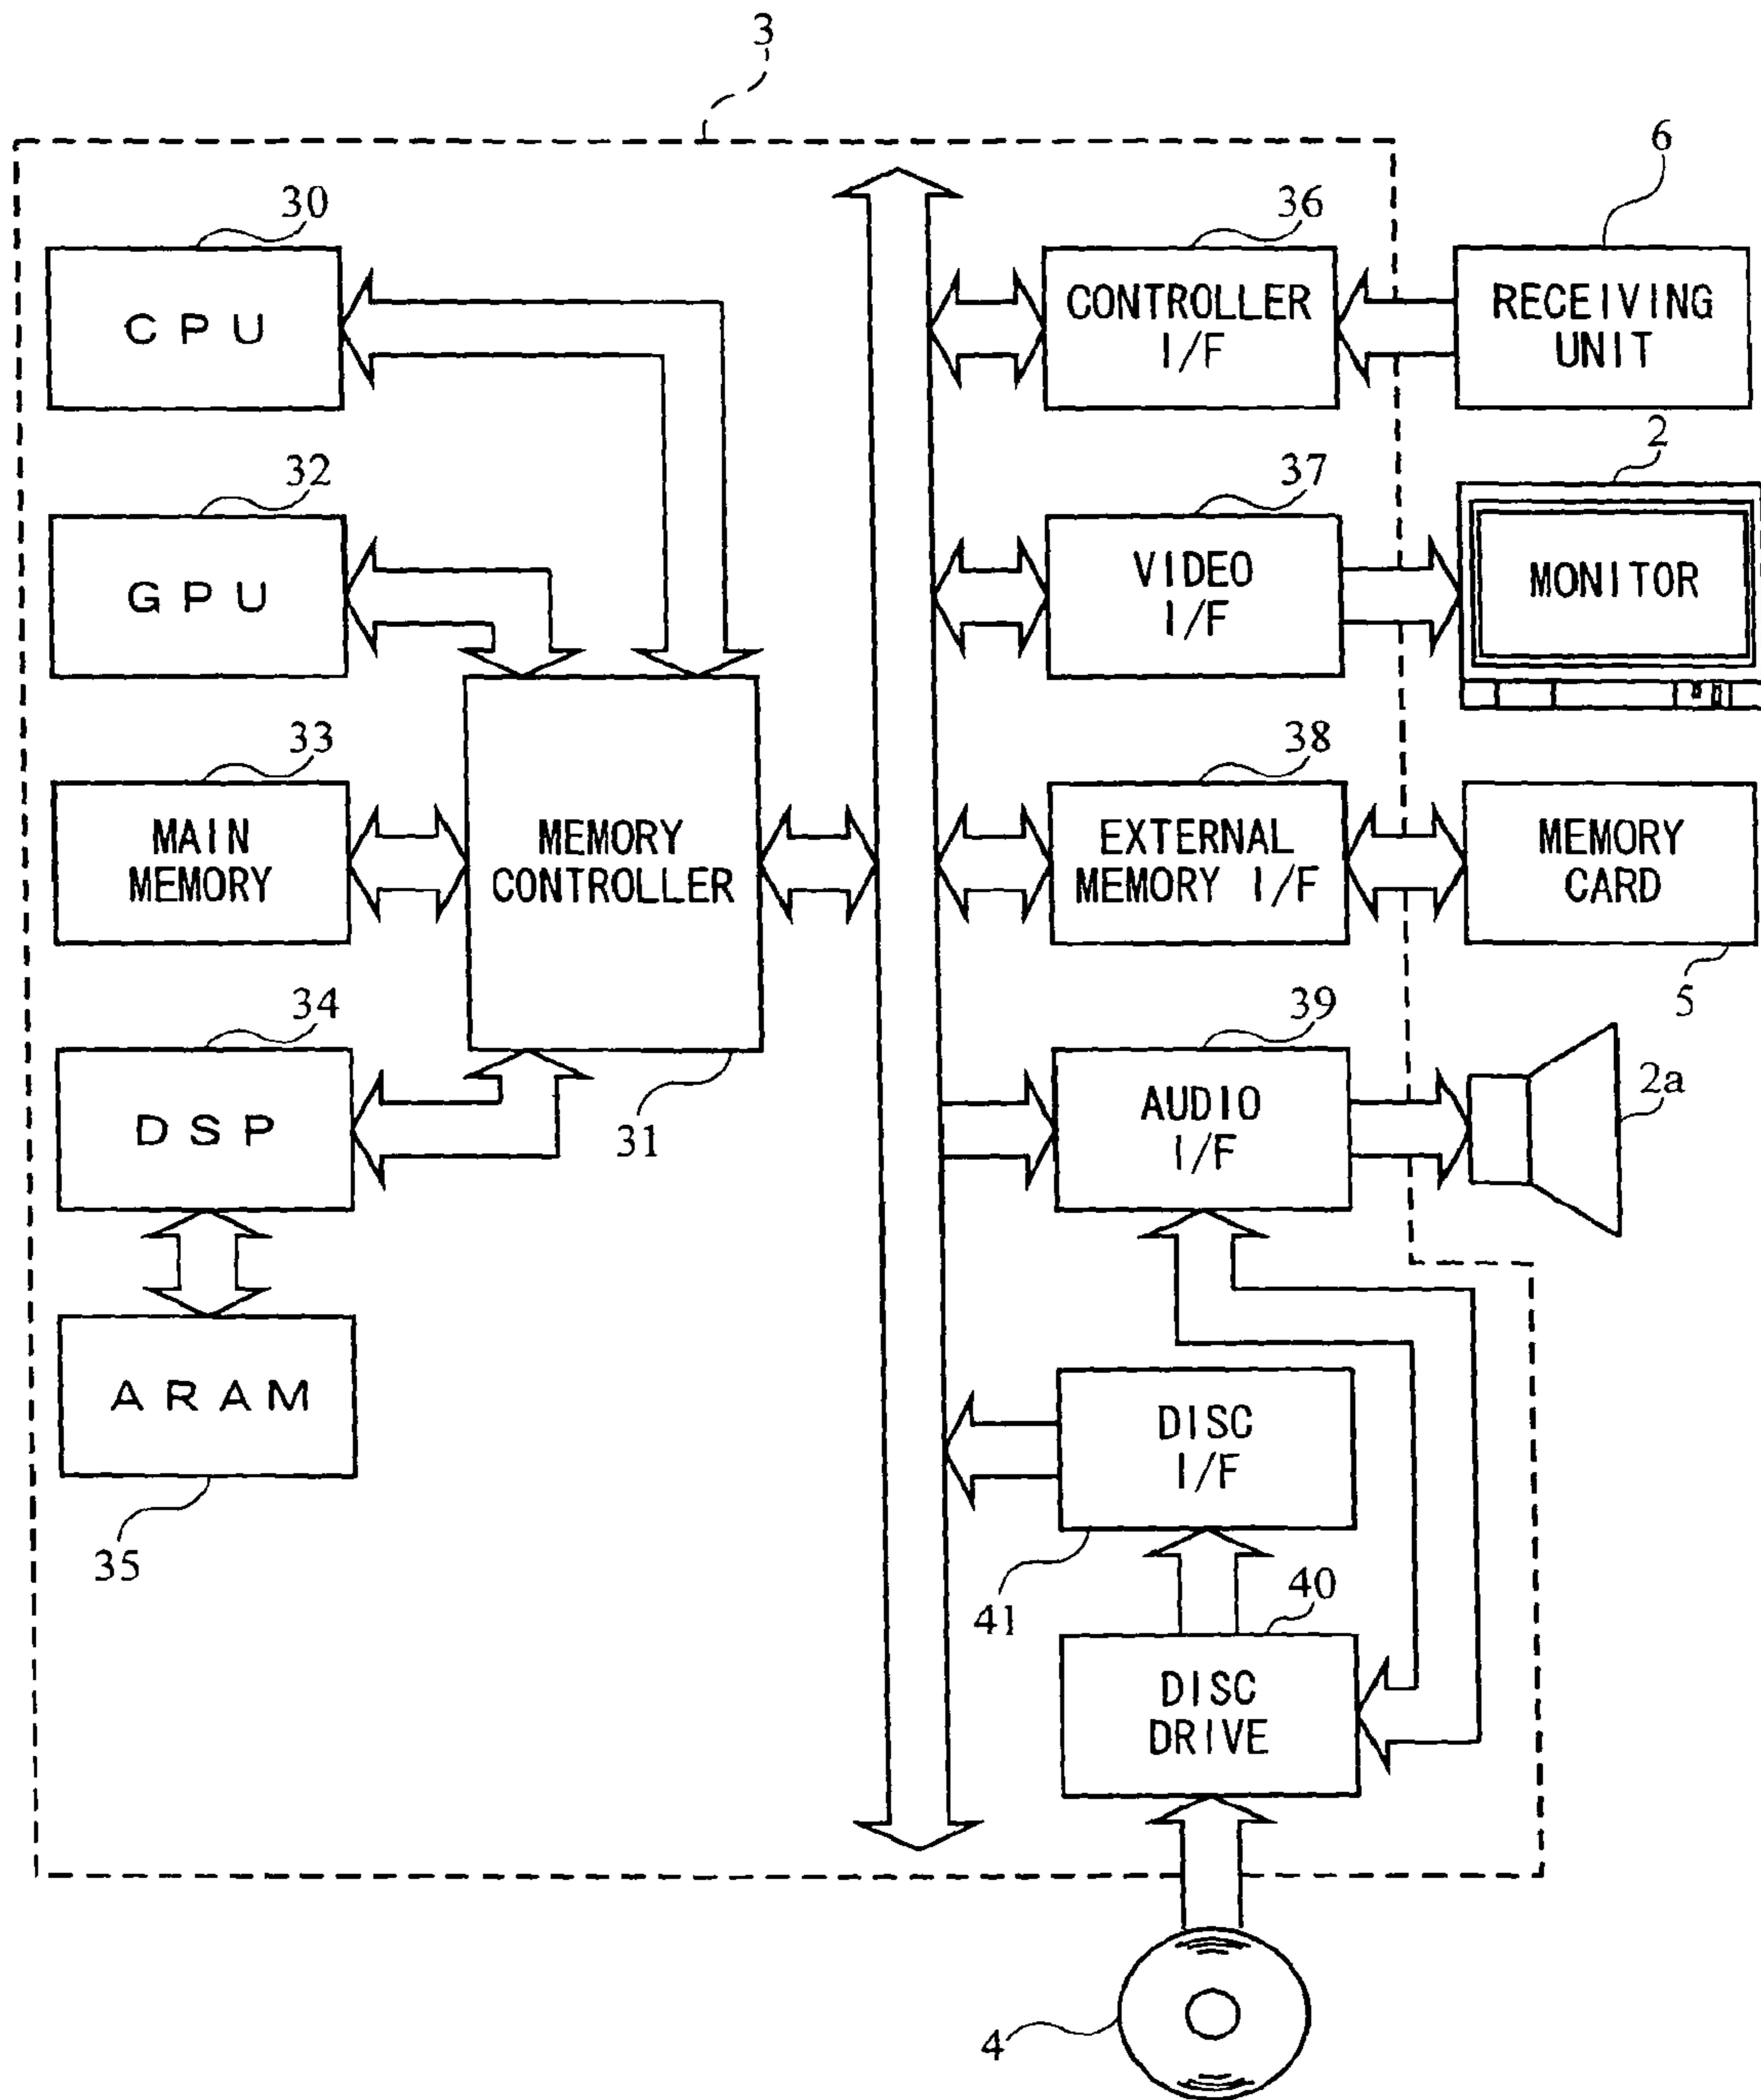 3
30
CPU
36
CONTROLLER
I/F
6
RECEIVING
UNIT
32
GPU
37
VIDEO
I/F
2
MONITOR
33
MAIN
MEMORY
MEMORY
CONTROLLER
31
38
EXTERNAL
MEMORY I/F
MEMORY
CARD
5
34
DSP
39
AUDIO
I/F
2a
ARAM
35
DISC
I/F
41
40
DISC
DRIVE
4